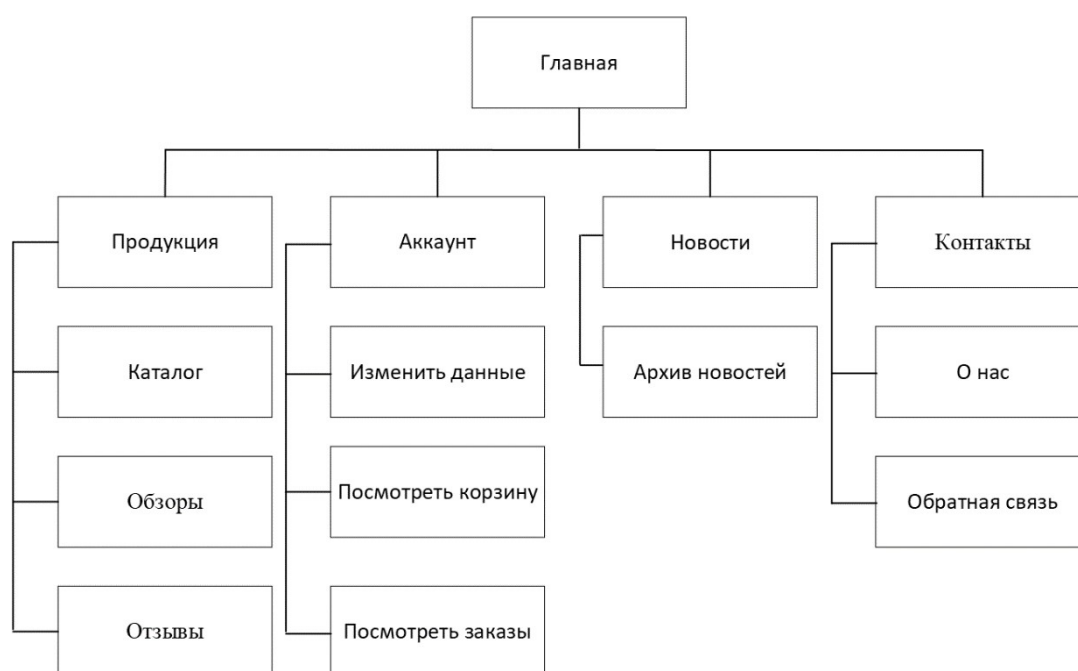 Главная
Продукция
Аккаунт
Новости
Контакты
Каталог
Изменить данные
Архив новостей
О нас
Обзоры
Посмотреть корзину
Обратная связь
Отзывы
Посмотреть заказы